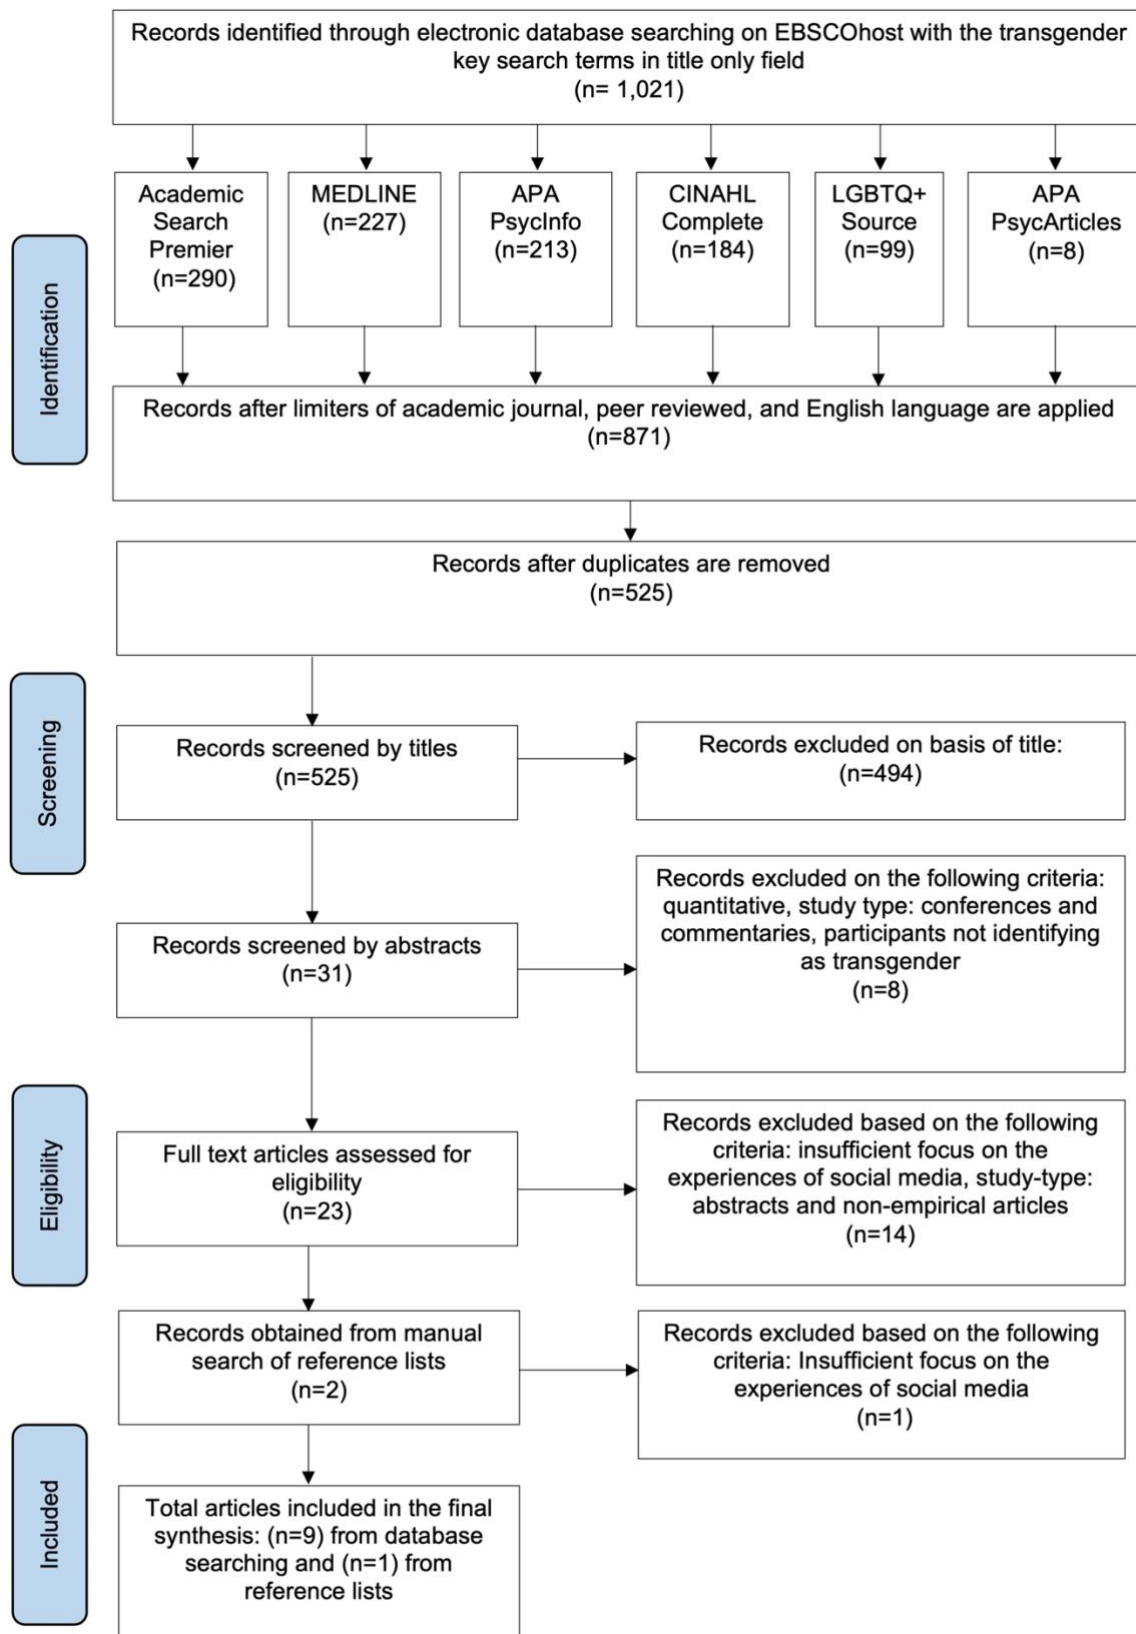 Records identified through electronic database searching on EBSCOhost with the transgender
key search terms in title only field
(n= 1,021)
Academic
Search
Premier
(n=290)
MEDLINE
(n=227)
APA
PsycInfo
(n=213)
CINAHL
Complete
(n=184)
LGBTQ+
Source
(n=99)
APA
PsycArticles
(n=8)
Identification
Records after limiters of academic journal, peer reviewed, and English language are applied
(n=871)
Records after duplicates are removed
(n=525)
Screening
Records screened by titles
(n=525)
Records excluded on basis of title:
(n=494)
Records screened by abstracts
(n=31)
Records excluded on the following criteria:
quantitative, study type: conferences and
commentaries, participants not identifying
as transgender
(n=8)
Eligibility
Full text articles assessed for
eligibility
(n=23)
Records excluded based on the following
criteria: insufficient focus on the
experiences of social media, study-type:
abstracts and non-empirical articles
(n=14)
Records obtained from manual
search of reference lists
(n=2)
Records excluded based on the following
criteria: Insufficient focus on the
experiences of social media
(n=1)
Included
Total articles included in the final
synthesis: (n=9) from database
searching and (n=1) from
reference lists